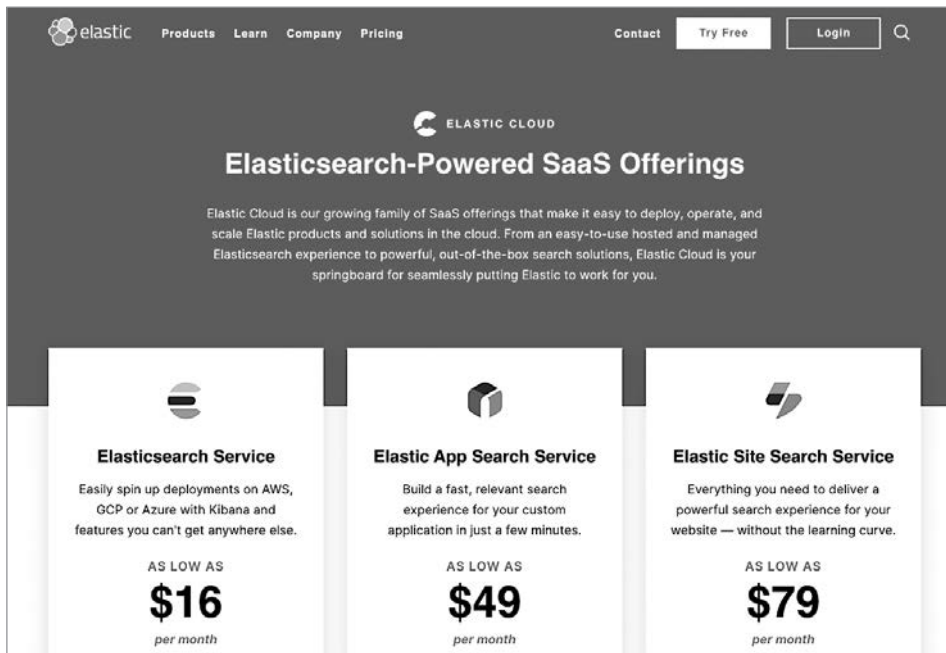 elastic Products Learn Company Pricing Contact Try Free Login
ELASTIC CLOUD
Elasticsearch-Powered SaaS Offerings
Elastic Cloud is our growing family of SaaS offerings that make it easy to deploy, operate, and
scale Elastic products and solutions in the cloud. From an easy-to-use hosted and managed
Elasticsearch experience to powerful, out-of-the-box search solutions, Elastic Cloud is your
springboard for seamlessly putting Elastic to work for you.
Elasticsearch Service
Easily spin up deployments on AWS,
GCP or Azure with Kibana and
features you can't get anywhere else.
AS LOW AS
$16
per month
Elastic App Search Service
Build a fast, relevant search
experience for your custom
application in just a few minutes.
AS LOW AS
$49
per month
Elastic Site Search Service
Everything you need to deliver a
powerful search experience for your
website — without the learning curve.
AS LOW AS
$79
per month